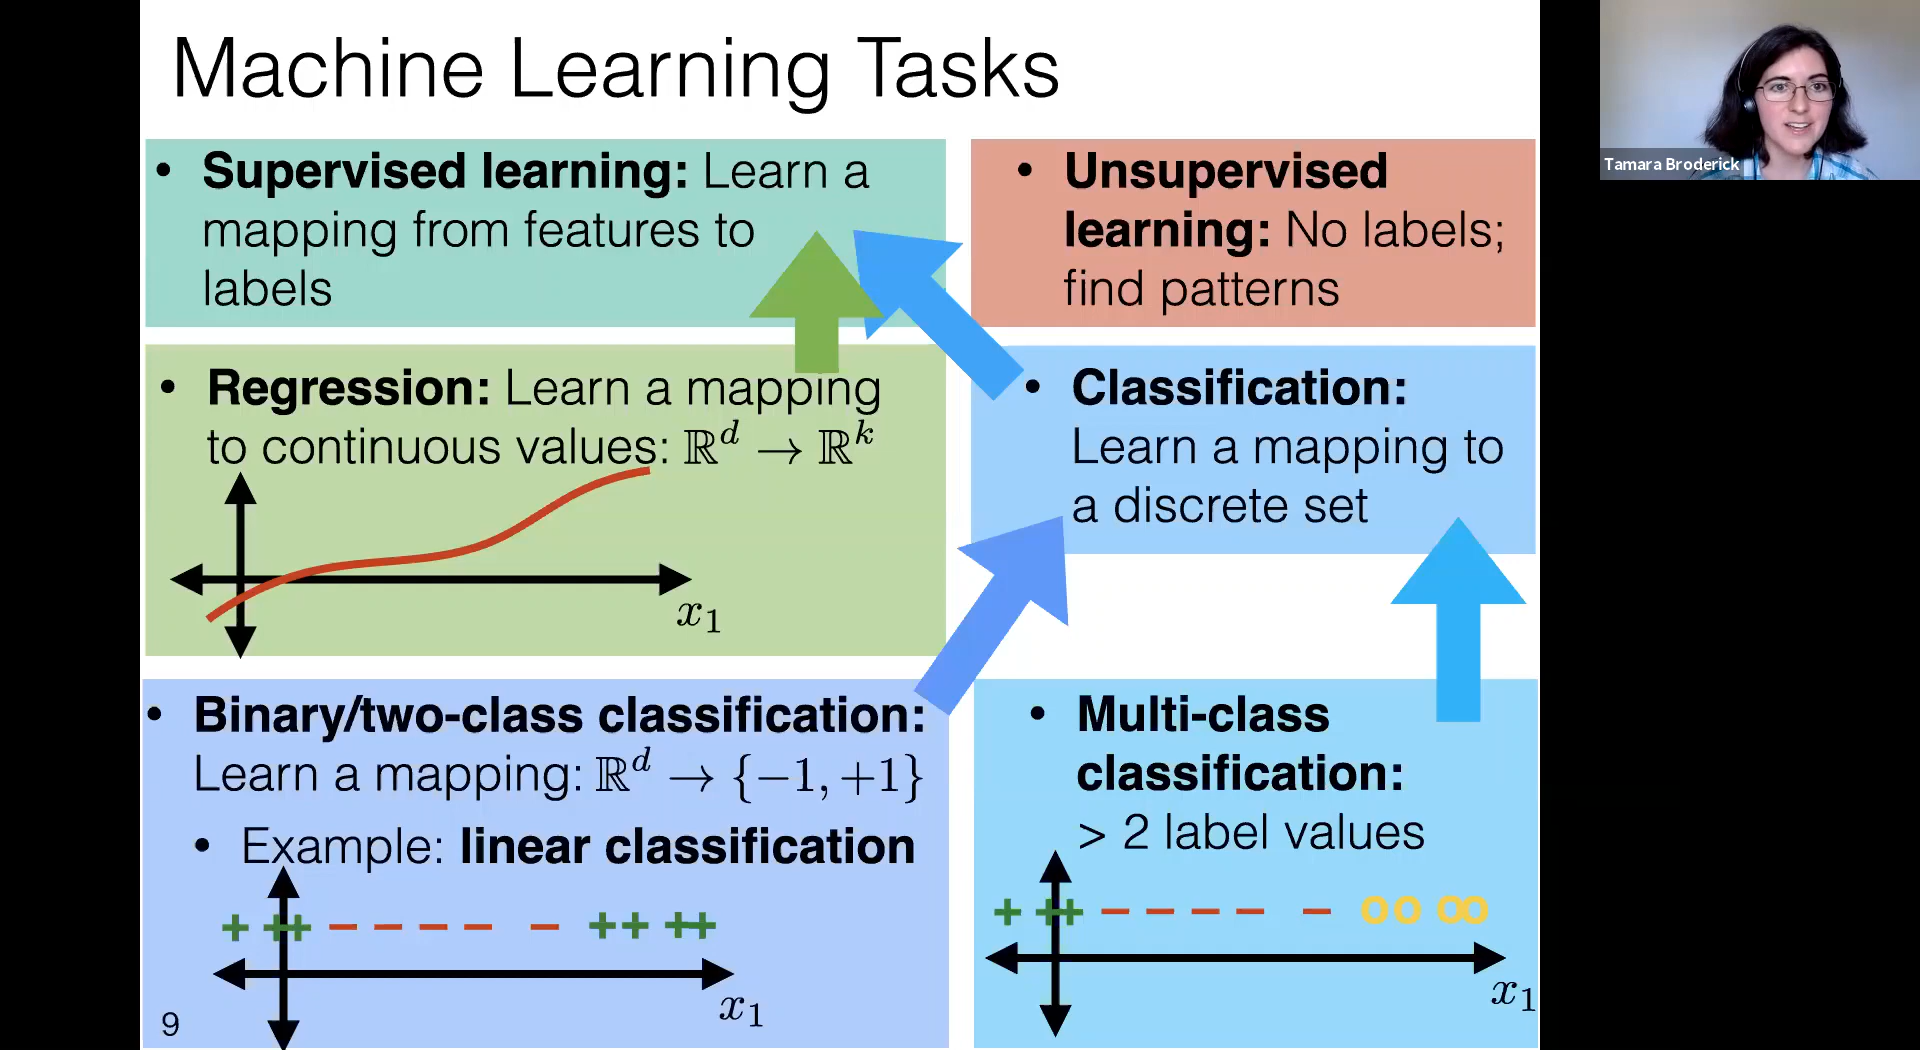 Machine Learning Tasks
Tamara Broderick
• Supervised learning: Learn a
mapping from features to
labels
• Unsupervised
learning: No labels;
find patterns
• Regression: Learn a mapping
to continuous values: ℝ^d → ℝ^k
x₁
• Classification:
Learn a mapping to
a discrete set
• Binary/two-class classification:
Learn a mapping: ℝ^d → {−1, +1}
• Example: linear classification
+ + + − − − − − + + + +
x₁
• Multi-class
classification:
> 2 label values
+ + + − − − − − o o o o
x₁
9